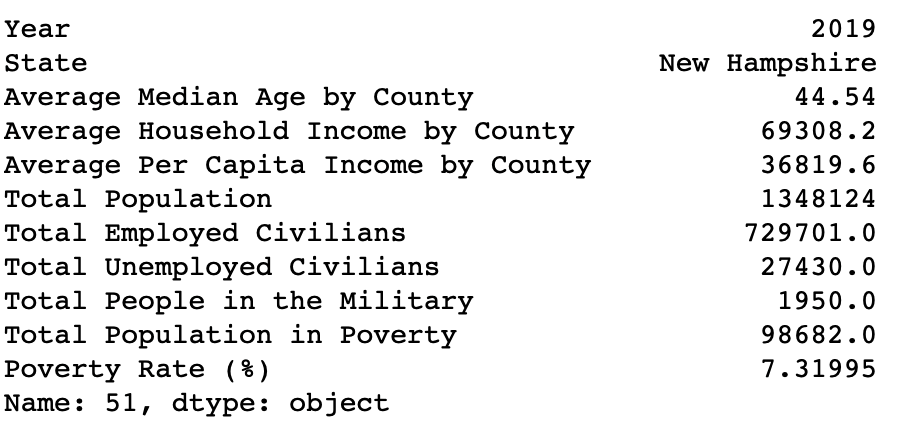 Year 2019
State New Hampshire
Average Median Age by County 44.54
Average Household Income by County 69308.2
Average Per Capita Income by County 36819.6
Total Population 1348124
Total Employed Civilians 729701.0
Total Unemployed Civilians 27430.0
Total People in the Military 1950.0
Total Population in Poverty 98682.0
Poverty Rate (%) 7.31995
Name: 51, dtype: object